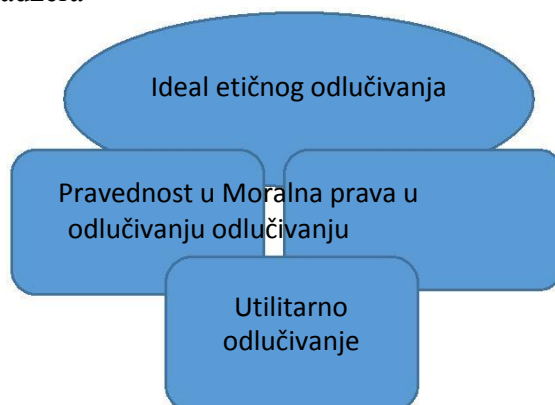 Ideal etičnog odlučivanja
Pravednost u Moralna prava u
odlučivanju odlučivanju
Utilitarno
odlučivanje